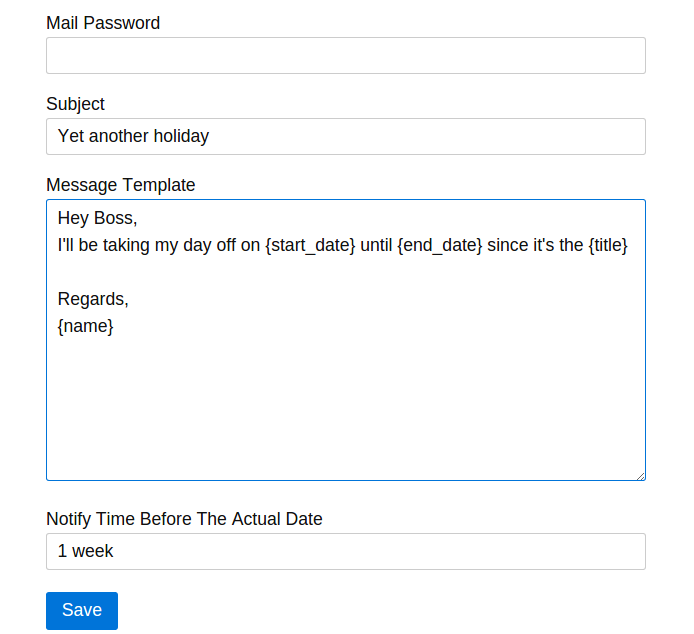 Mail Password
Subject
Yet another holiday
Message Template
Hey Boss,
I'll be taking my day off on {start_date} until {end_date} since it's the {title}
Regards,
{name}
Notify Time Before The Actual Date
1 week
Save